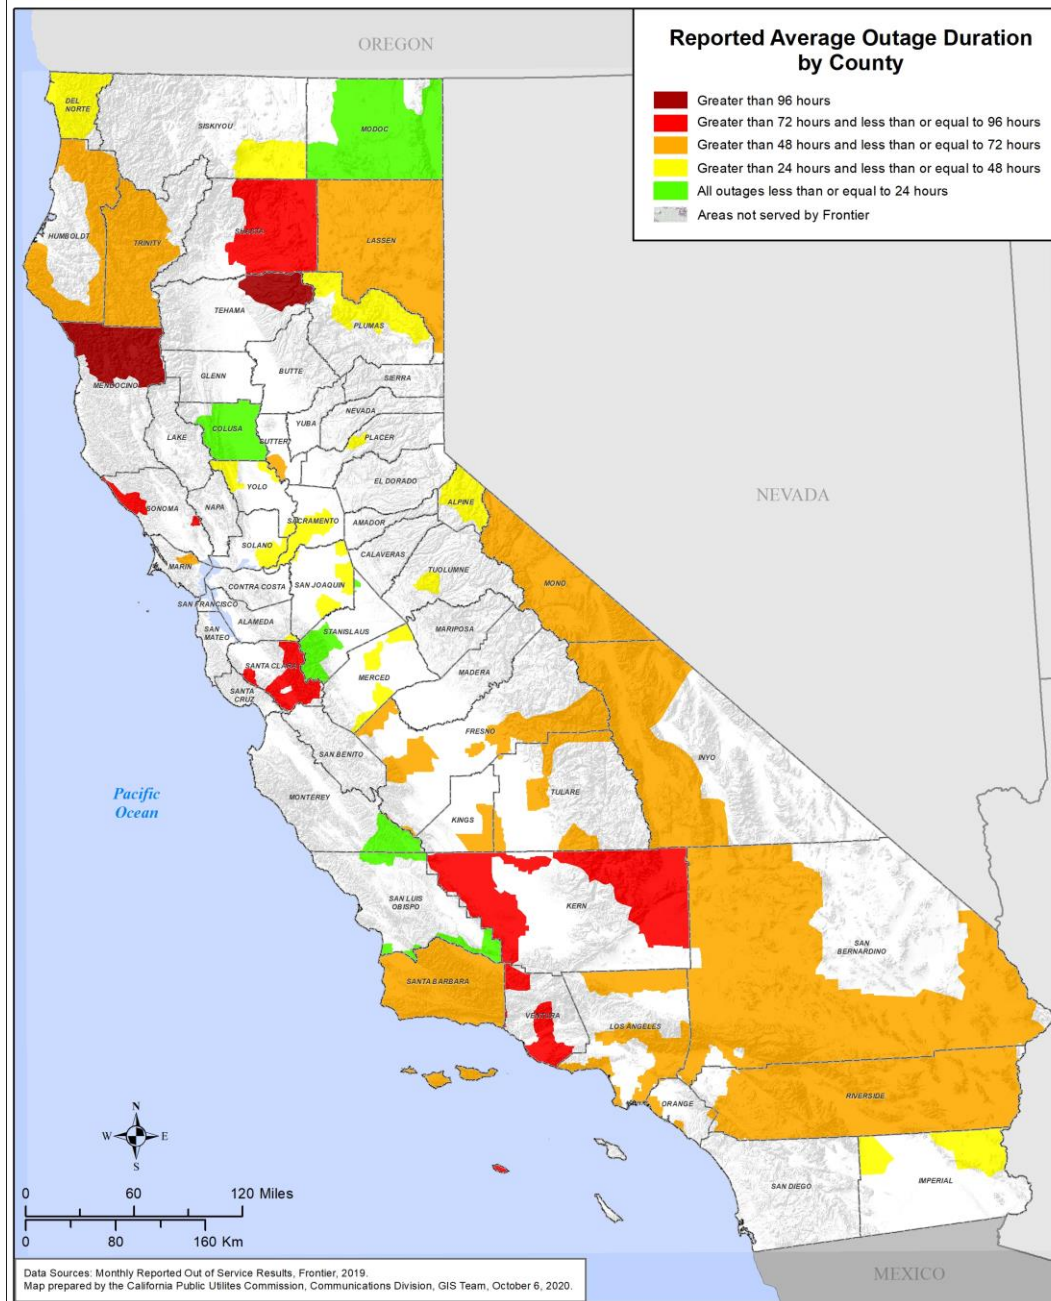 OREGON
Reported Average Outage Duration
by County
Greater than 96 hours
Greater than 72 hours and less than or equal to 96 hours
Greater than 48 hours and less than or equal to 72 hours
Greater than 24 hours and less than or equal to 48 hours
All outages less than or equal to 24 hours
Areas not served by Frontier
DEL
NORTE
SISKIYOU
MODOC
HUMBOLDT
TRINITY
SHASTA
LASSEN
TEHAMA
PLUMAS
MENDOCINO
GLENN
BUTTE
SIERRA
NEVADA
YUBA
COLUSA
SUTTER
PLACER
LAKE
EL DORADO
YOLO
NEVADA
ALPINE
SONOMA
NAPA
SACRAMENTO
AMADOR
SOLANO
CALAVERAS
MARIN
TUOLUMNE
CONTRA COSTA
SAN JOAQUIN
MONO
SAN FRANCISCO
ALAMEDA
SAN
MATEO
STANISLAUS
MARIPOSA
SANTA CLARA
MERCED
MADERA
SANTA
CRUZ
FRESNO
SAN BENITO
INYO
MONTEREY
Pacific
Ocean
TULARE
KINGS
SAN LUIS
OBISPO
KERN
SAN
BERNARDINO
SANTA BARBARA
VENTURA
LOS ANGELES
ORANGE
RIVERSIDE
SAN DIEGO
IMPERIAL
N
W E
S
0 60 120 Miles
0 80 160 Km
MEXICO
Data Sources: Monthly Reported Out of Service Results, Frontier, 2019.
Map prepared by the California Public Utilites Commission, Communications Division, GIS Team, October 6, 2020.